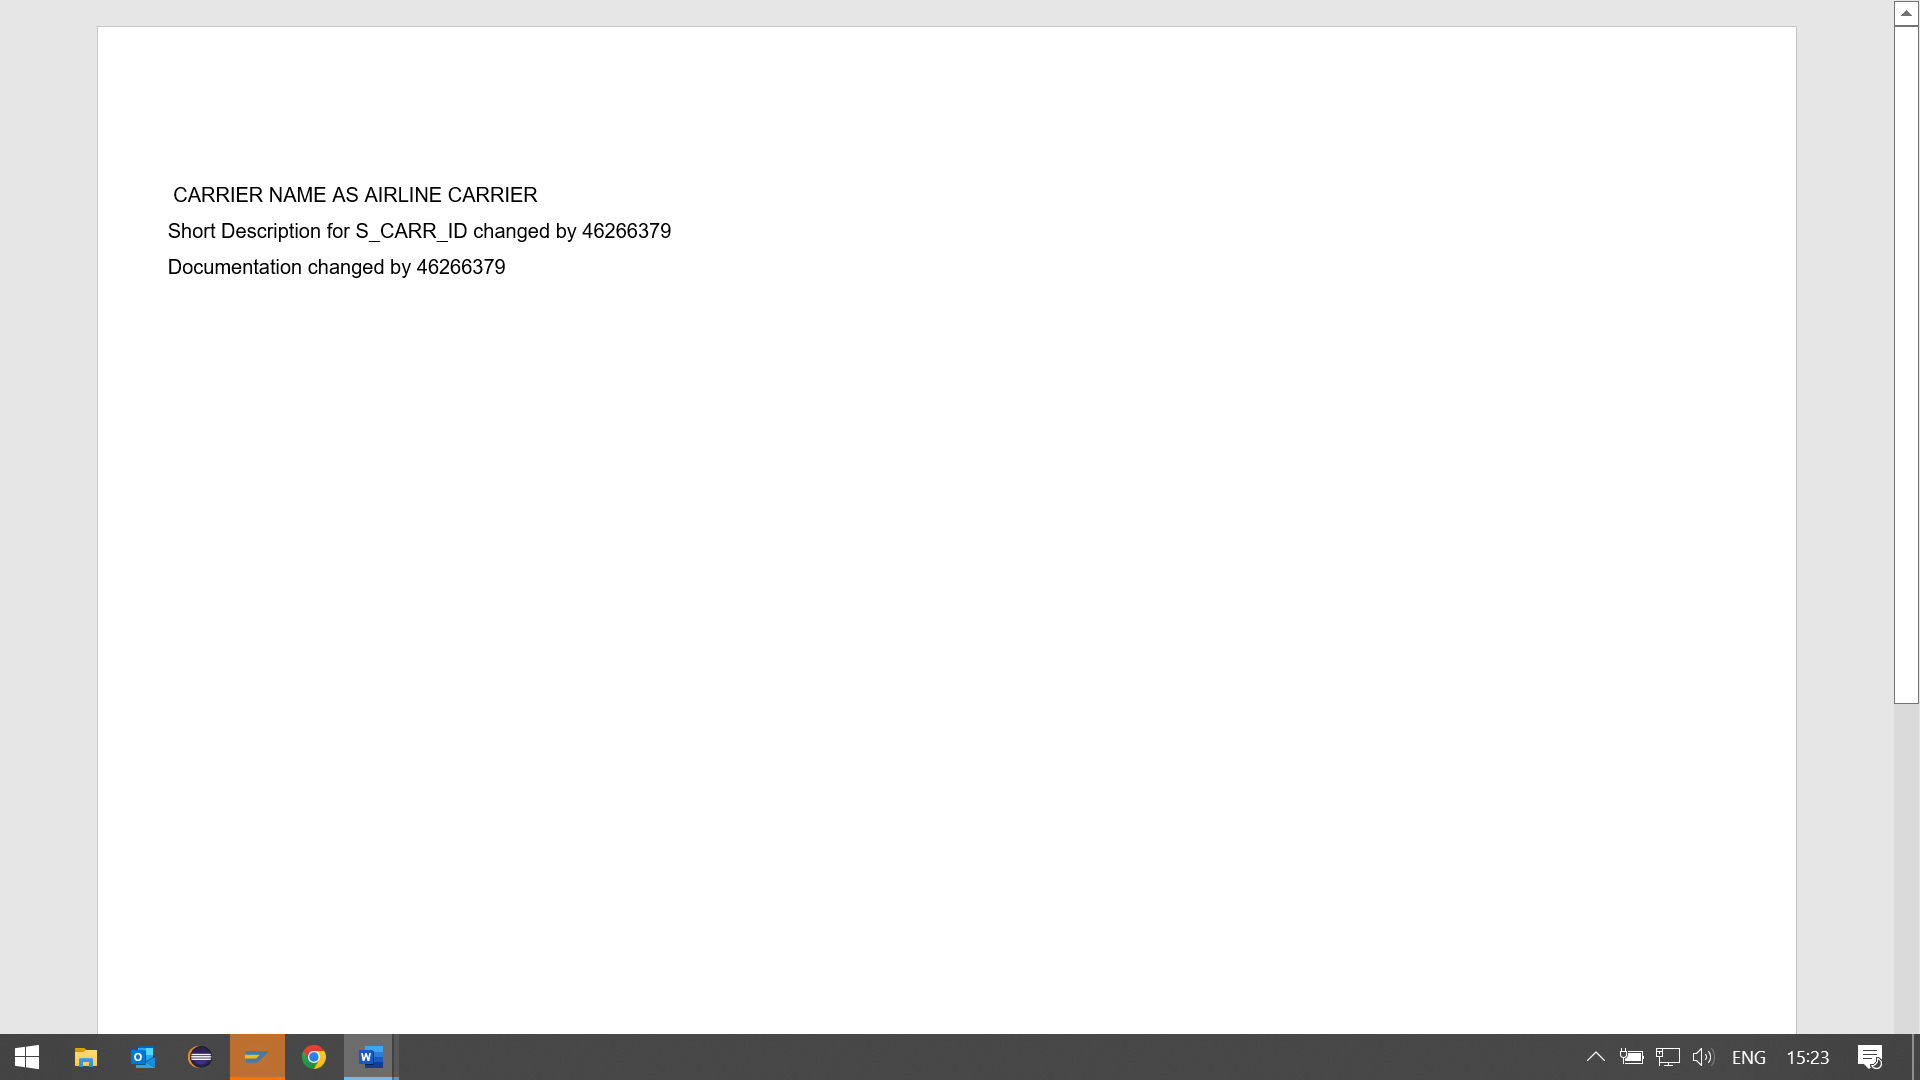 CARRIER NAME AS AIRLINE CARRIER
Short Description for S_CARR_ID changed by 46266379
Documentation changed by 46266379
ENG 15:23